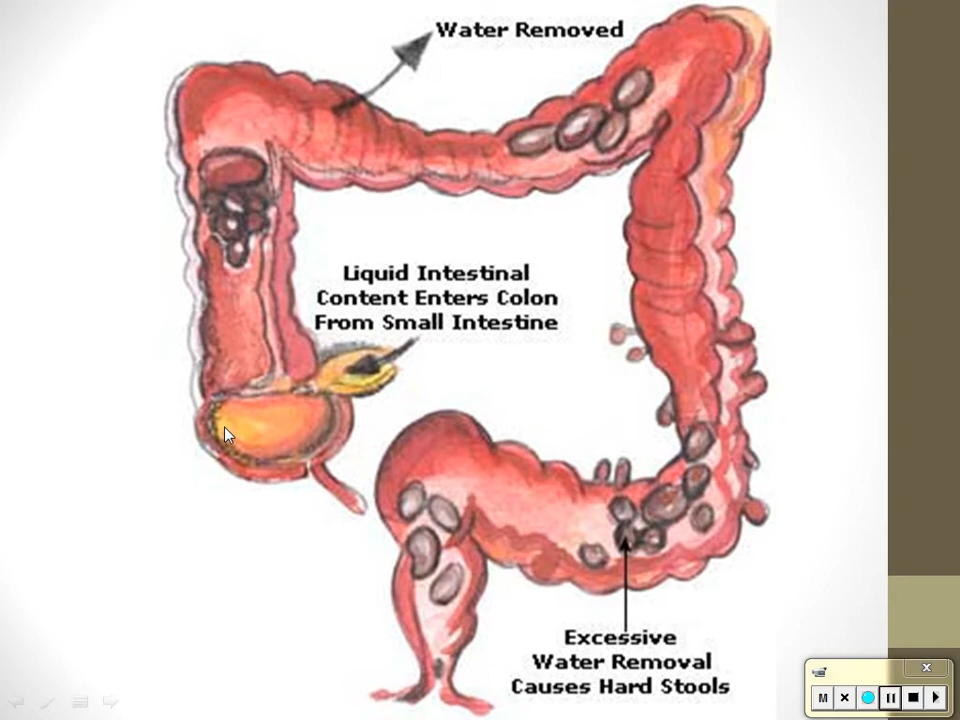 Water Removed
Liquid Intestinal
Content Enters Colon
From Small Intestine
Excessive
Water Removal
Causes Hard Stools
M